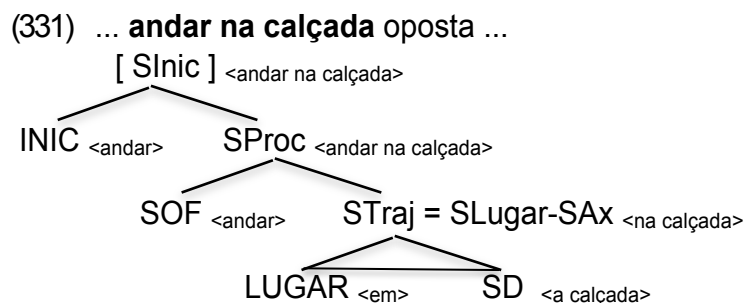 (331) ... andar na calçada oposta ...
[ SInic ] <andar na calçada>
INIC <andar> SProc <andar na calçada>
SOF <andar> STraj = SLugar-SAx <na calçada>
LUGAR <em> SD <a calcada>